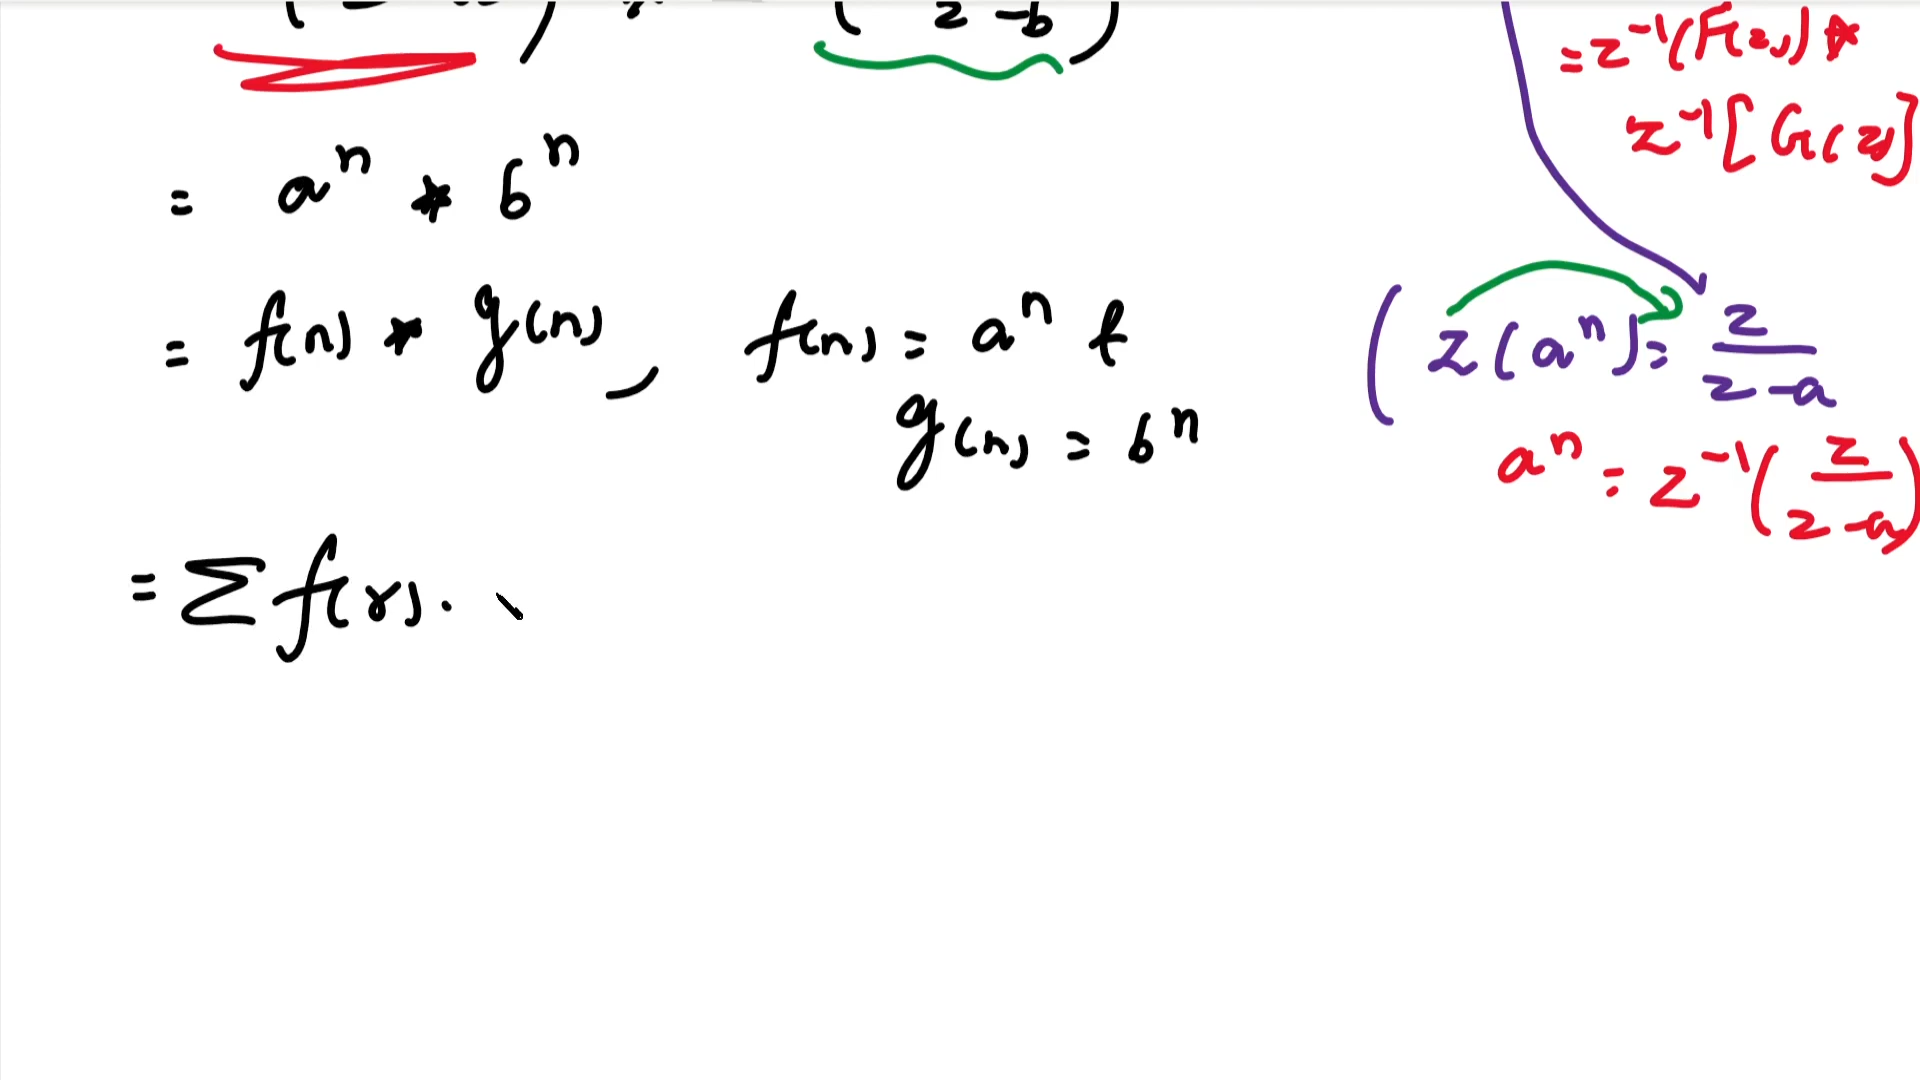 z - b )
= a^n * b^n
= f(n) * g(n), f(n) = a^n &
g(n) = b^n
= Σ f(r).
= z^-1 (F(z)) *
z^-1 [G(z)]
( Z(a^n) = z/(z-a)
a^n = z^-1 (z/(z-a))